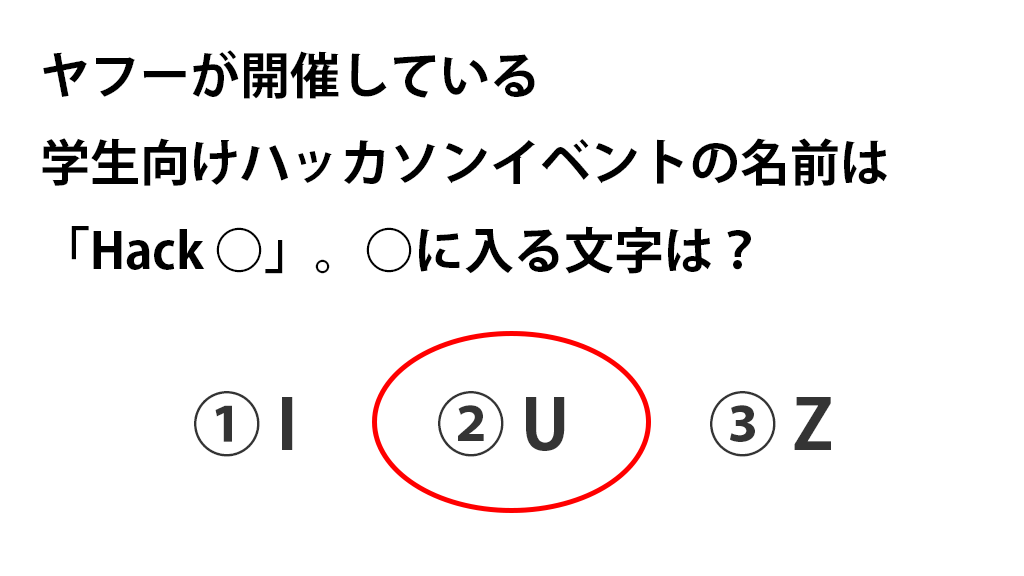 ヤフーが開催している
学生向けハッカソンイベントの名前は
「Hack ◯」。◯に入る文字は？
① I ② U ③ Z